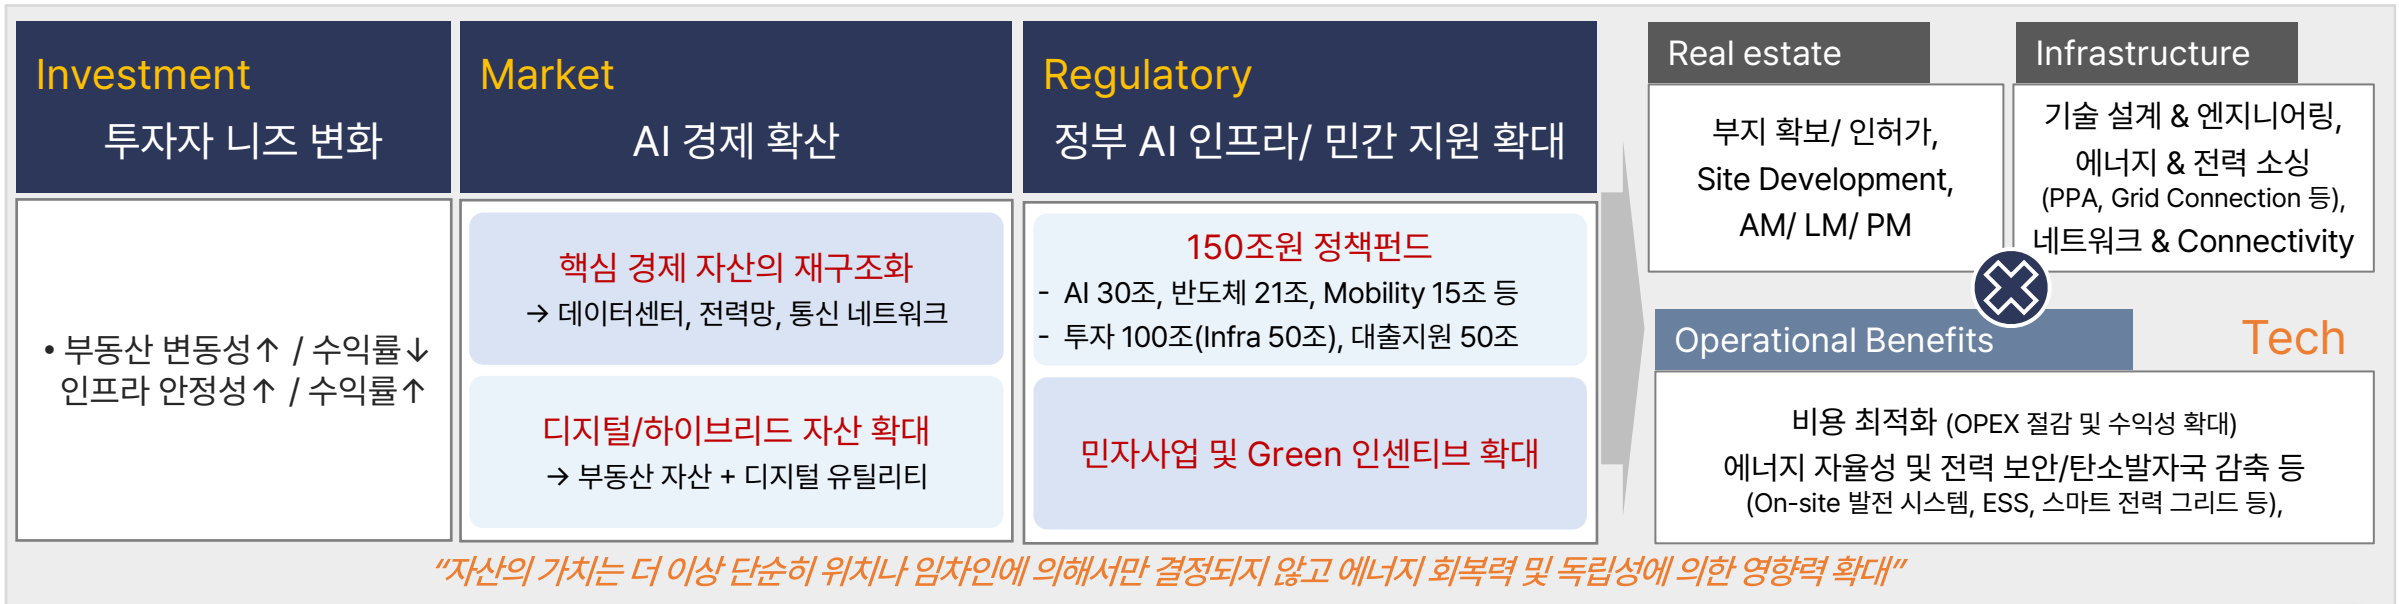 Investment
투자자 니즈 변화
• 부동산 변동성↑ / 수익률↓
인프라 안정성↑ / 수익률↑
Market
AI 경제 확산
핵심 경제 자산의 재구조화
→ 데이터센터, 전력망, 통신 네트워크
디지털/하이브리드 자산 확대
→ 부동산 자산 + 디지털 유틸리티
Regulatory
정부 AI 인프라/ 민간 지원 확대
150조원 정책펀드
- AI 30조, 반도체 21조, Mobility 15조 등
- 투자 100조(Infra 50조), 대출지원 50조
민자사업 및 Green 인센티브 확대
Real estate
부지 확보/ 인허가,
Site Development,
AM/ LM/ PM
Infrastructure
기술 설계 & 엔지니어링,
에너지 & 전력 소싱
(PPA, Grid Connection 등),
네트워크 & Connectivity
Operational Benefits
Tech
비용 최적화 (OPEX 절감 및 수익성 확대)
에너지 자율성 및 전력 보안/탄소발자국 감축 등
(On-site 발전 시스템, ESS, 스마트 전력 그리드 등),
“자산의 가치는 더 이상 단순히 위치나 임차인에 의해서만 결정되지 않고 에너지 회복력 및 독립성에 의한 영향력 확대”